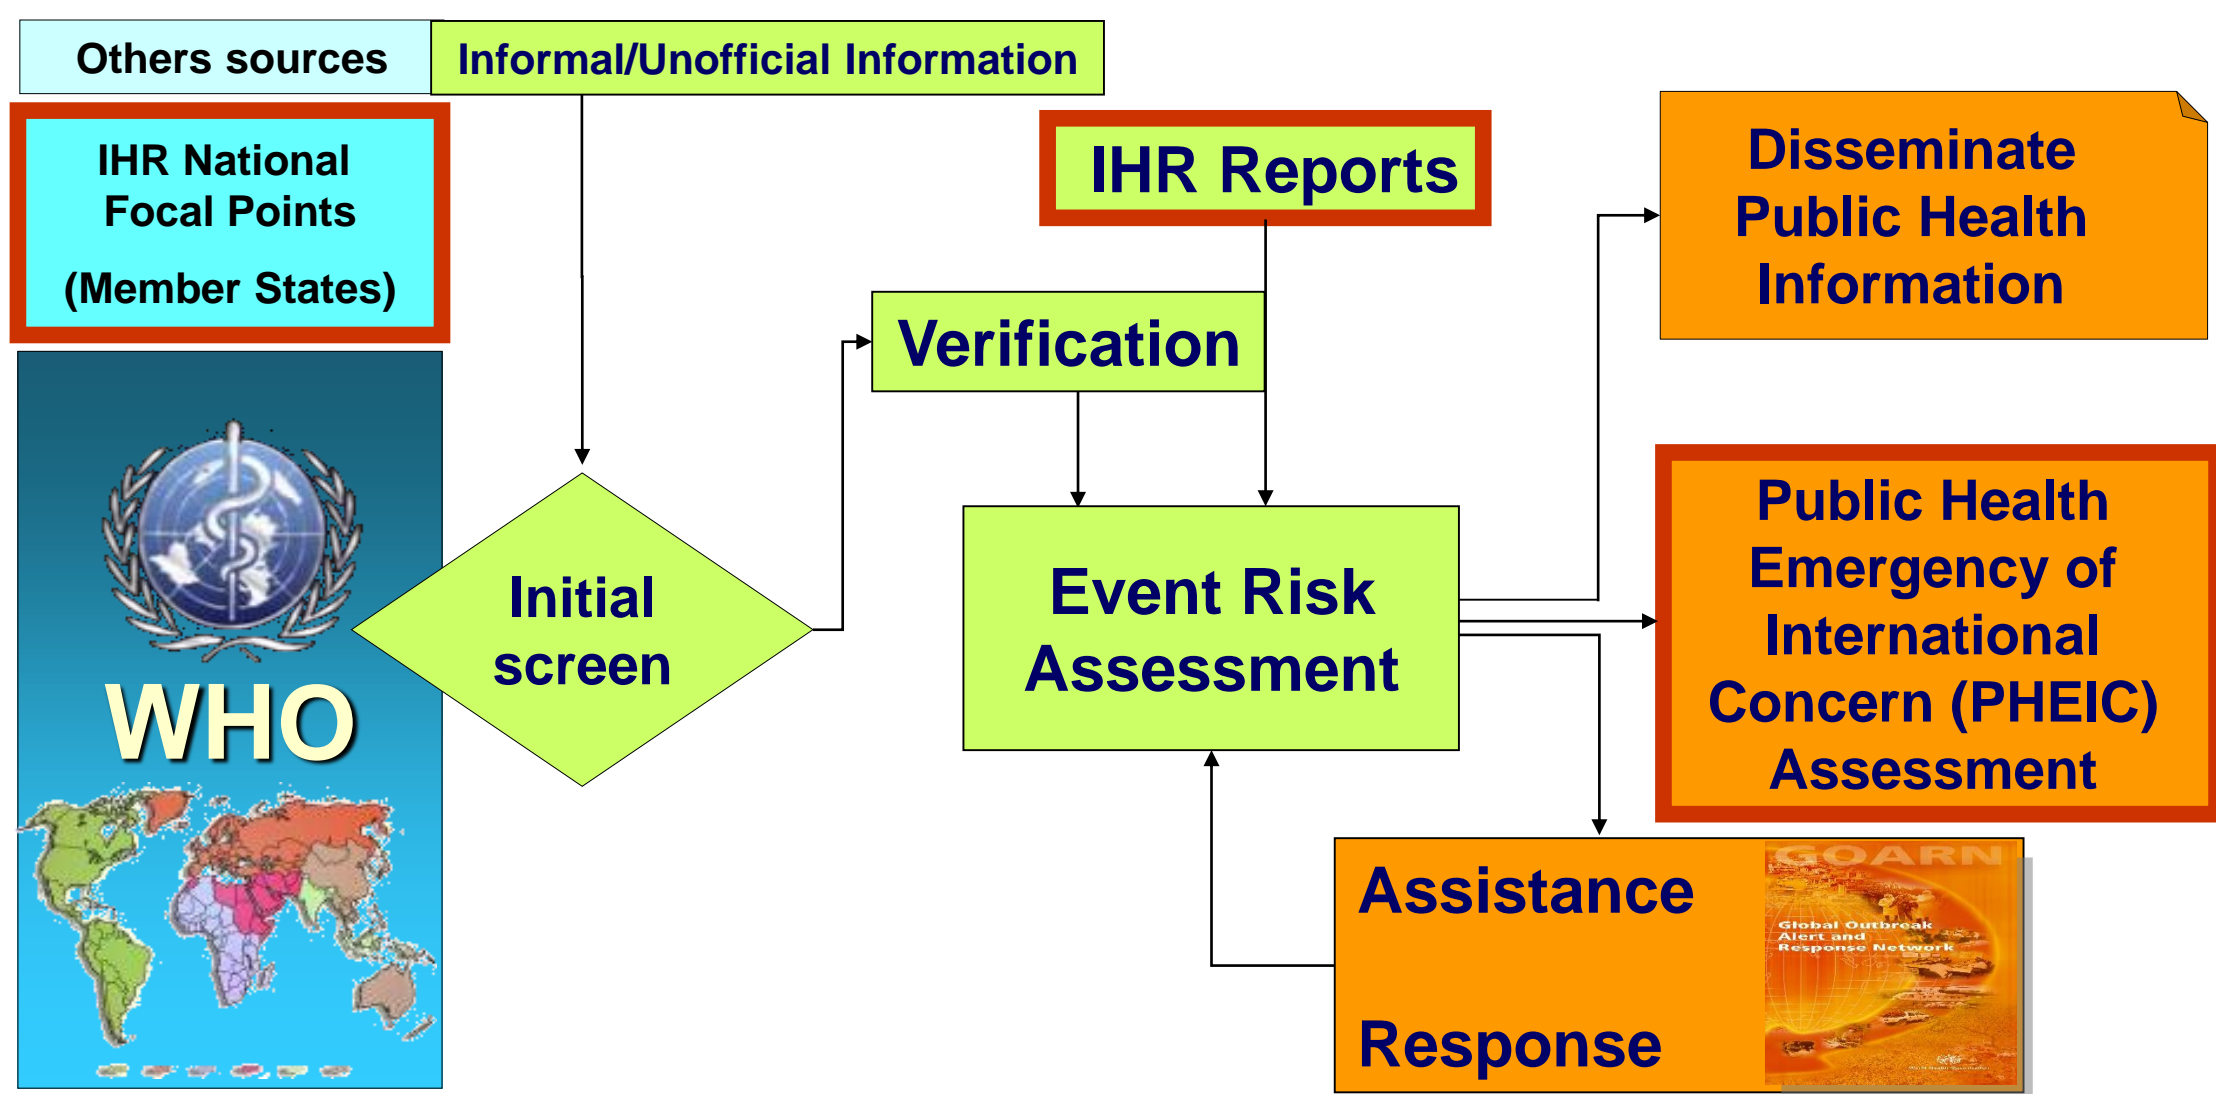 Others sources
Informal/Unofficial Information
IHR National
Focal Points
(Member States)
IHR Reports
Disseminate
Public Health
Information
Verification
Initial
screen
Event Risk
Assessment
Public Health
Emergency of
International
Concern (PHEIC)
Assessment
WHO
Assistance
Response
GOARN
Global Outbreak
Alert and
Response Network